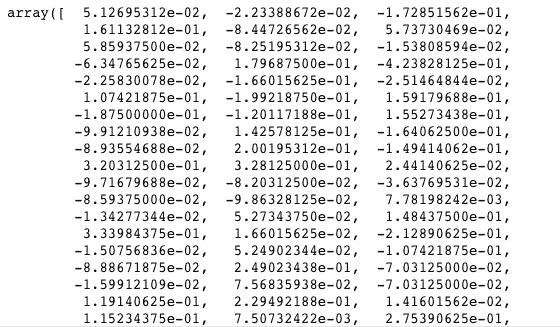 array([  5.12695312e-02,  -2.23388672e-02,  -1.72851562e-01,
1.61132812e-01,  -8.44726562e-02,   5.73730469e-02,
5.85937500e-02,  -8.25195312e-02,  -1.53808594e-02,
-6.34765625e-02,   1.79687500e-01,  -4.23828125e-01,
-2.25830078e-02,  -1.66015625e-01,  -2.51464844e-02,
1.07421875e-01,  -1.99218750e-01,   1.59179688e-01,
-1.87500000e-01,  -1.20117188e-01,   1.55273438e-01,
-9.91210938e-02,   1.42578125e-01,  -1.64062500e-01,
-8.93554688e-02,   2.00195312e-01,  -1.49414062e-01,
3.20312500e-01,   3.28125000e-01,   2.44140625e-02,
-9.71679688e-02,  -8.20312500e-02,  -3.63769531e-02,
-8.59375000e-02,  -9.86328125e-02,   7.78198242e-03,
-1.34277344e-02,   5.27343750e-02,   1.48437500e-01,
3.33984375e-01,   1.66015625e-02,  -2.12890625e-01,
-1.50756836e-02,   5.24902344e-02,  -1.07421875e-01,
-8.88671875e-02,   2.49023438e-01,  -7.03125000e-02,
-1.59912109e-02,   7.56835938e-02,  -7.03125000e-02,
1.19140625e-01,   2.29492188e-01,   1.41601562e-02,
1.15234375e-01,   7.50732422e-03,   2.75390625e-01,